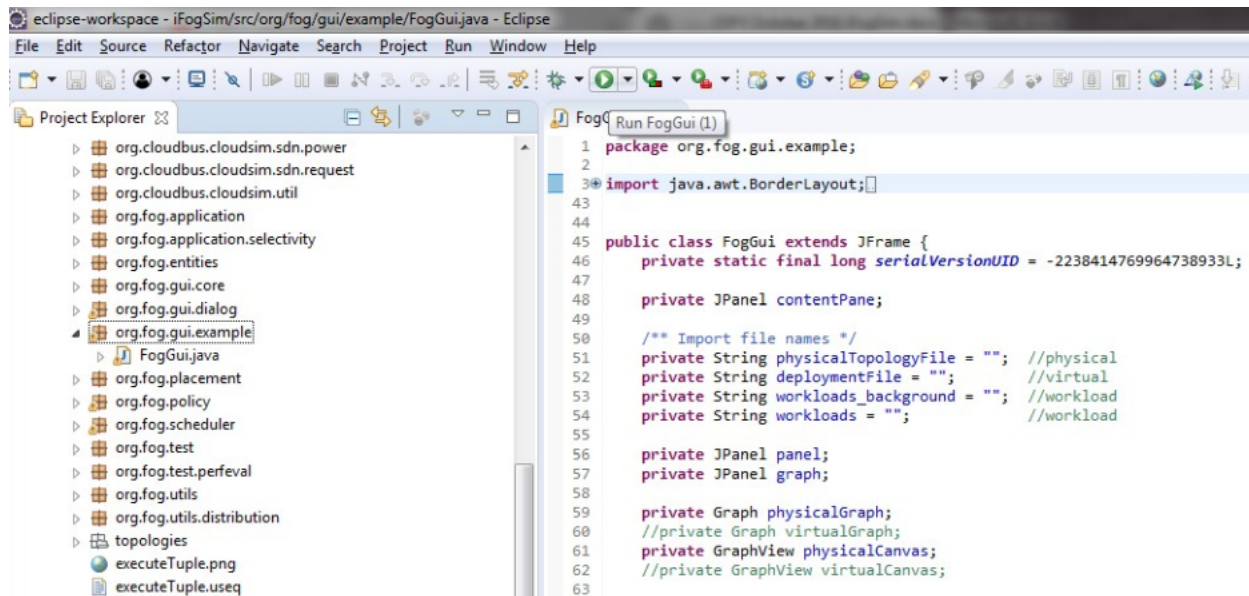 eclipse-workspace - iFogSim/src/org/fog/gui/example/FogGui.java - Eclipse
File Edit Source Refactor Navigate Search Project Run Window Help
Project Explorer
FogG
Run FogGui (1)
org.cloudbus.cloudsim.sdn.power
org.cloudbus.cloudsim.sdn.request
org.cloudbus.cloudsim.util
org.fog.application
org.fog.application.selectivity
org.fog.entities
org.fog.gui.core
org.fog.gui.dialog
org.fog.gui.example
FogGui.java
org.fog.placement
org.fog.policy
org.fog.scheduler
org.fog.test
org.fog.test.perfeval
org.fog.utils
org.fog.utils.distribution
topologies
executeTuple.png
executeTuple.useq
1 package org.fog.gui.example;
2
3 import java.awt.BorderLayout;
43
44
45 public class FogGui extends JFrame {
46 private static final long serialVersionUID = -2238414769964738933L;
47
48 private JPanel contentPane;
49
50 /** Import file names */
51 private String physicalTopologyFile = ""; //physical
52 private String deploymentFile = ""; //virtual
53 private String workloads_background = ""; //workload
54 private String workloads = ""; //workload
55
56 private JPanel panel;
57 private JPanel graph;
58
59 private Graph physicalGraph;
60 //private Graph virtualGraph;
61 private GraphView physicalCanvas;
62 //private GraphView virtualCanvas;
63